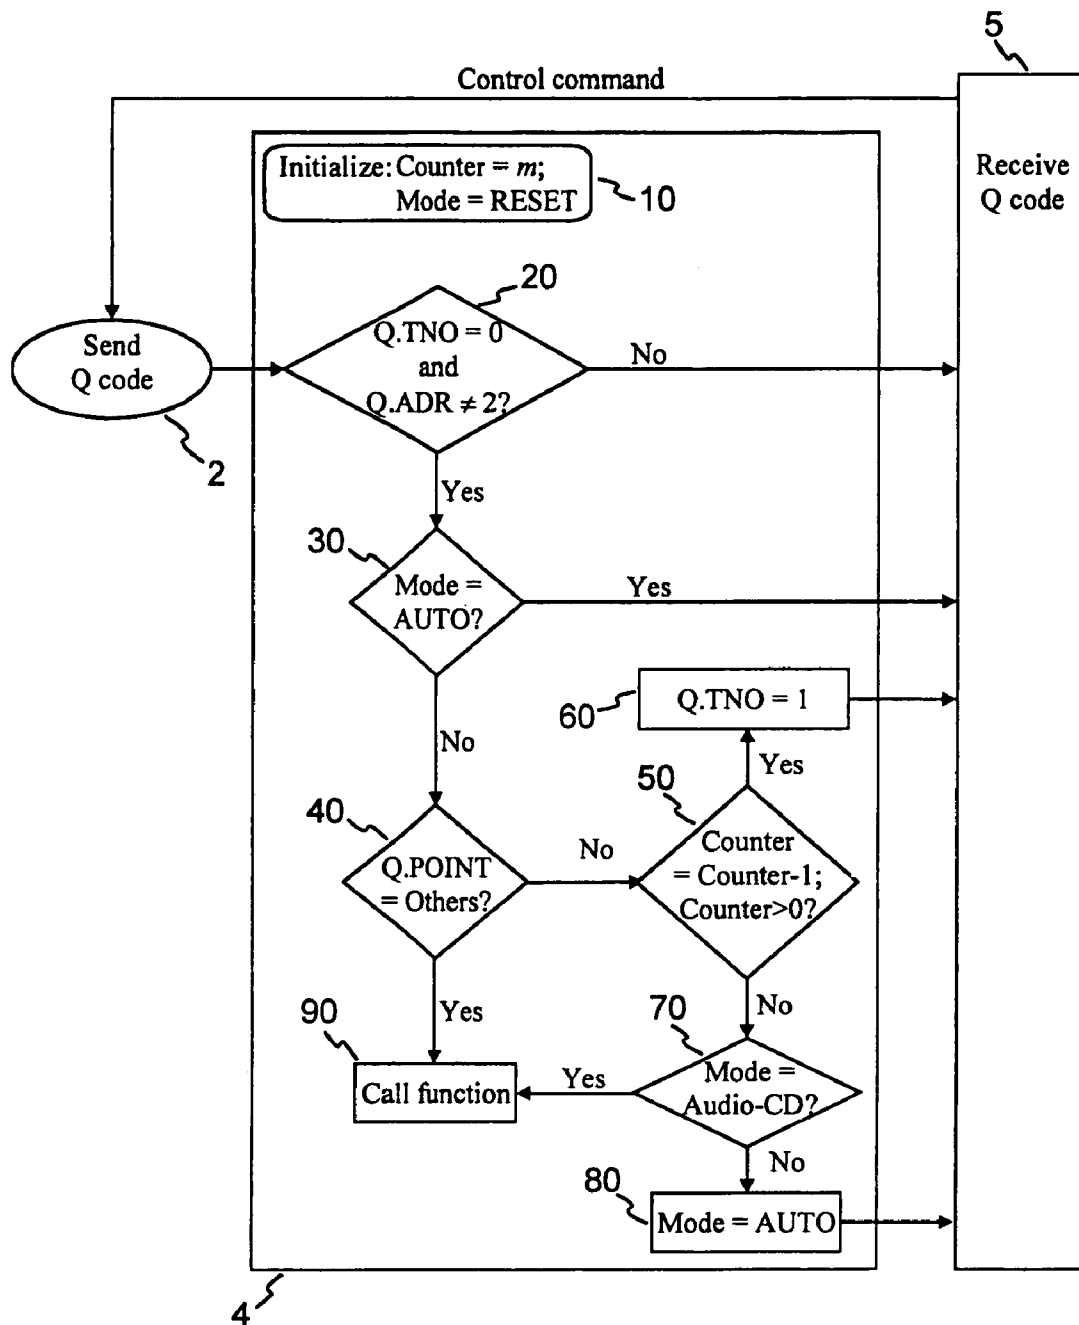 5
Control command
Initialize: Counter = m;
Mode = RESET
10
Receive
Q code
20
Q.TNO = 0
and
Q.ADR ≠ 2?
No
Send
Q code
2
Yes
30
Mode =
AUTO?
Yes
60
Q.TNO = 1
No
Yes
50
40
Counter
= Counter-1;
Counter>0?
No
Q.POINT
= Others?
Yes
No
90
70
Call function
Yes
Mode =
Audio-CD?
No
80
Mode = AUTO
4